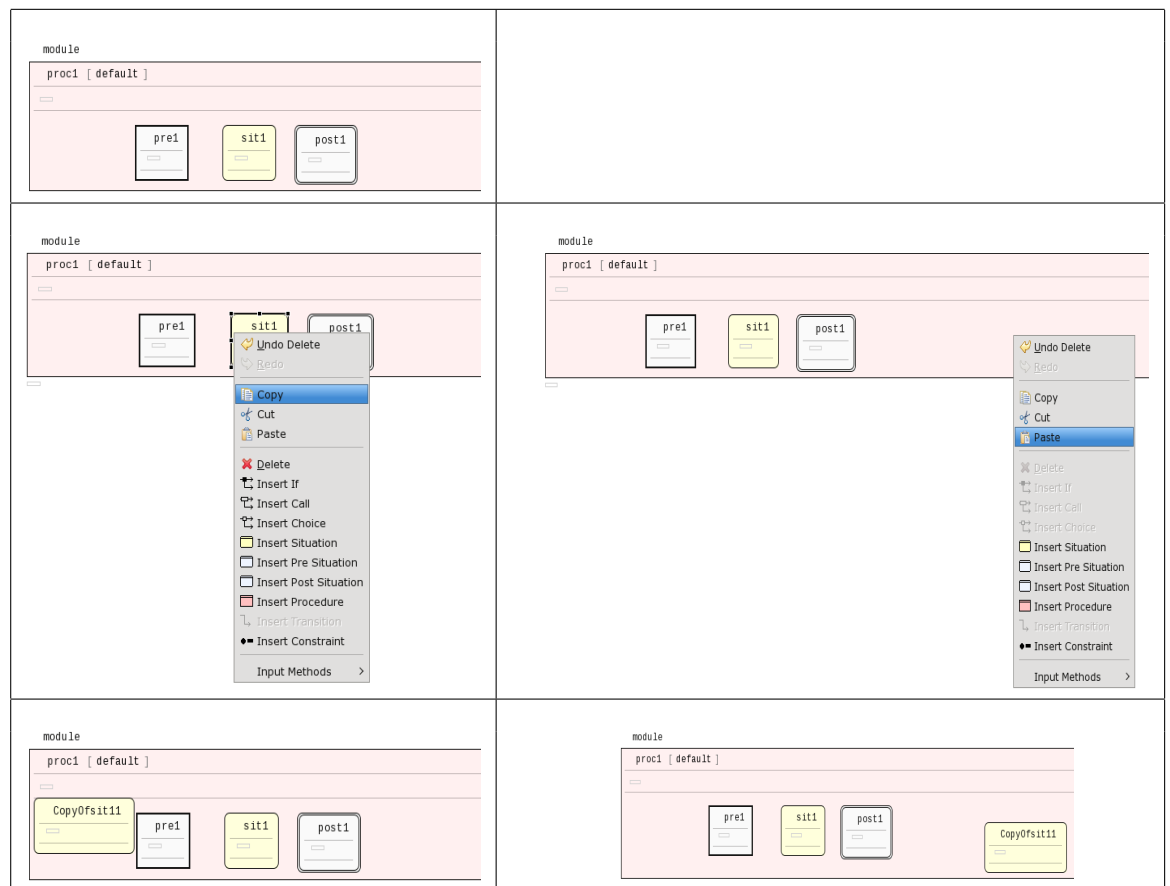 module
proc1 [ default ]
pre1 sit1 post1
module
proc1 [ default ]
pre1 sit1 post1
Undo Delete
Redo
Copy
Cut
Paste
Delete
Insert If
Insert Call
Insert Choice
Insert Situation
Insert Pre Situation
Insert Post Situation
Insert Procedure
Insert Transition
Insert Constraint
Input Methods
module
proc1 [ default ]
pre1 sit1 post1
Undo Delete
Redo
Copy
Cut
Paste
Delete
Insert If
Insert Call
Insert Choice
Insert Situation
Insert Pre Situation
Insert Post Situation
Insert Procedure
Insert Transition
Insert Constraint
Input Methods
module
proc1 [ default ]
CopyOfsit11
pre1 sit1 post1
module
proc1 [ default ]
pre1 sit1 post1
CopyOfsit11